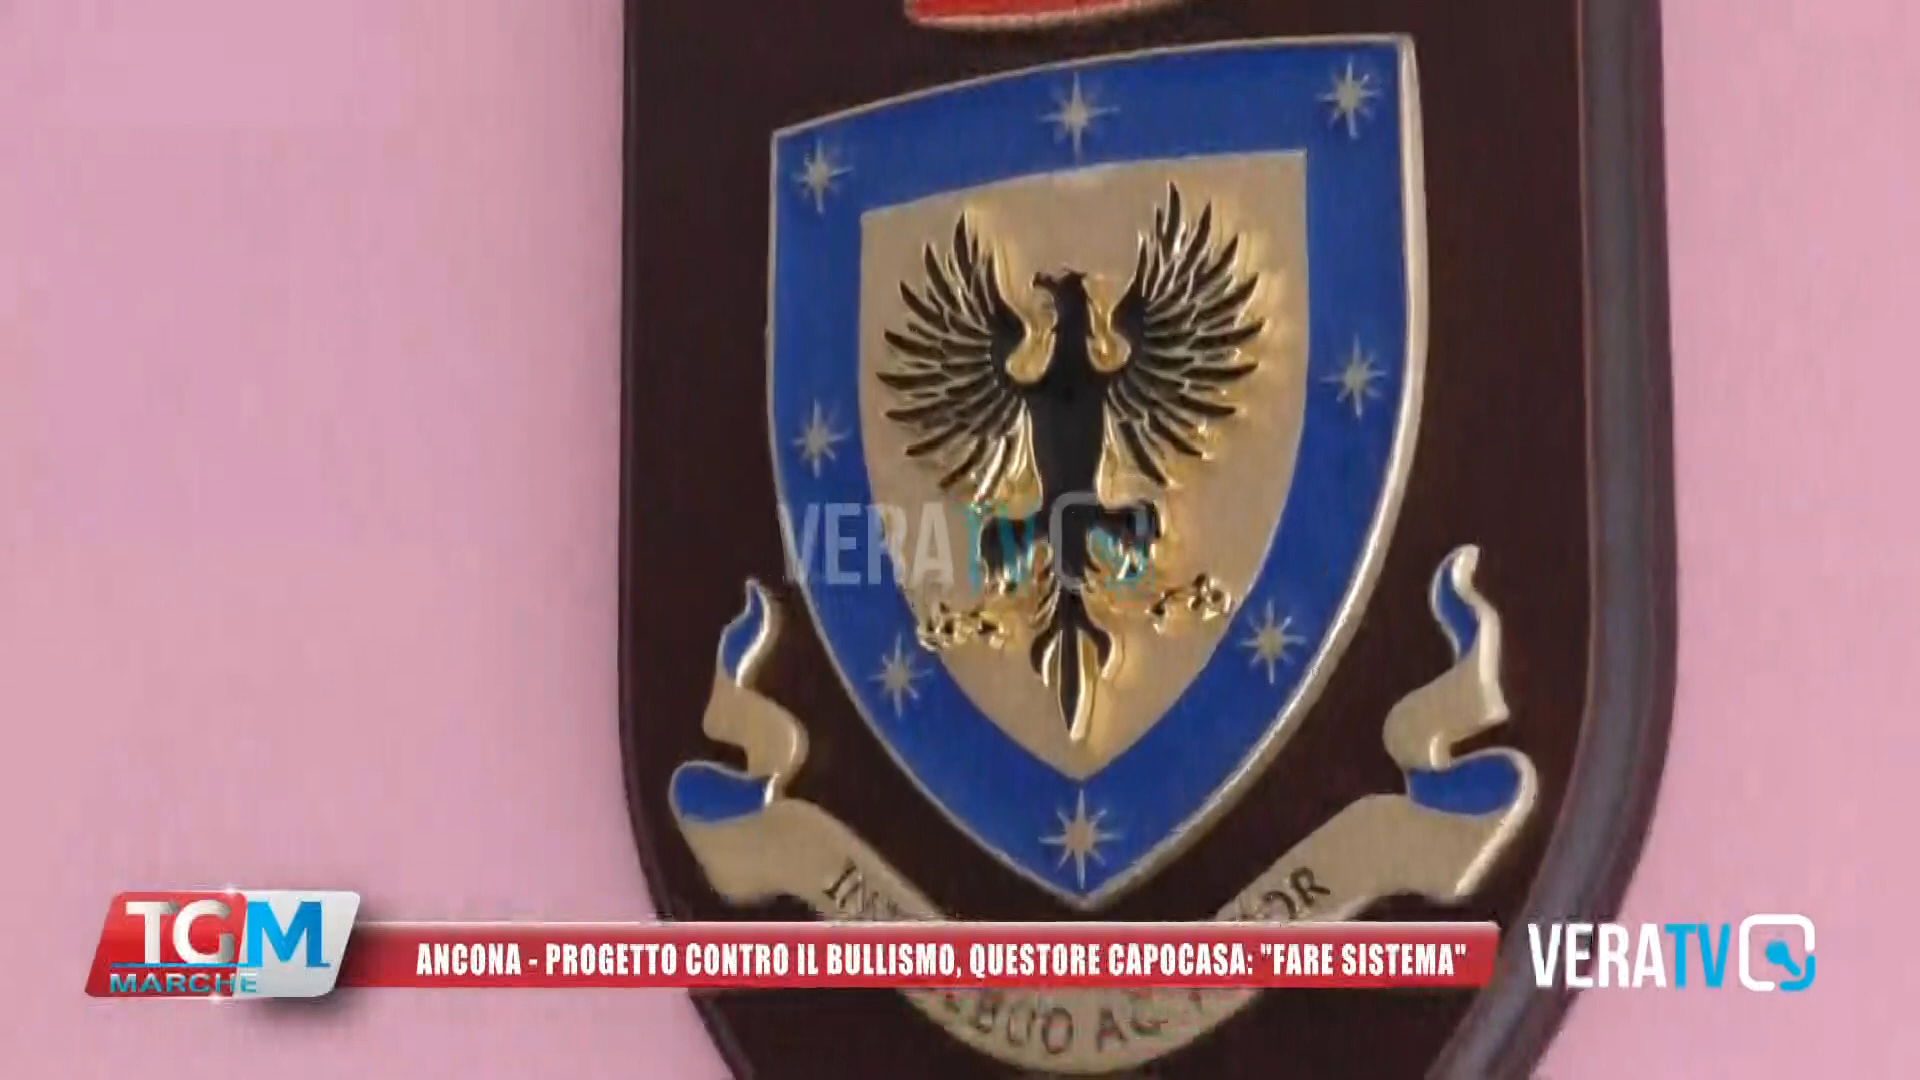 VERATV
TGM
MARCHE
ANCONA - PROGETTO CONTRO IL BULLISMO, QUESTORE CAPOCASA: "FARE SISTEMA"
VERATV